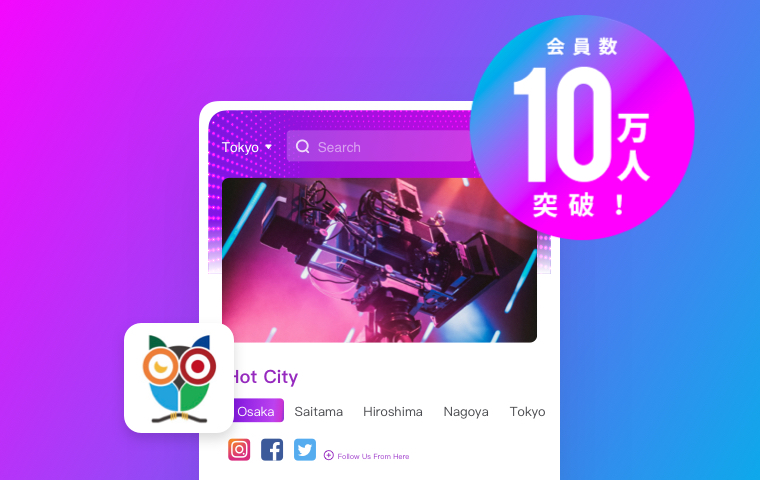 会員数
10万人
突破！
Tokyo
Search
Hot City
Osaka Saitama Hiroshima Nagoya Tokyo
Follow Us From Here